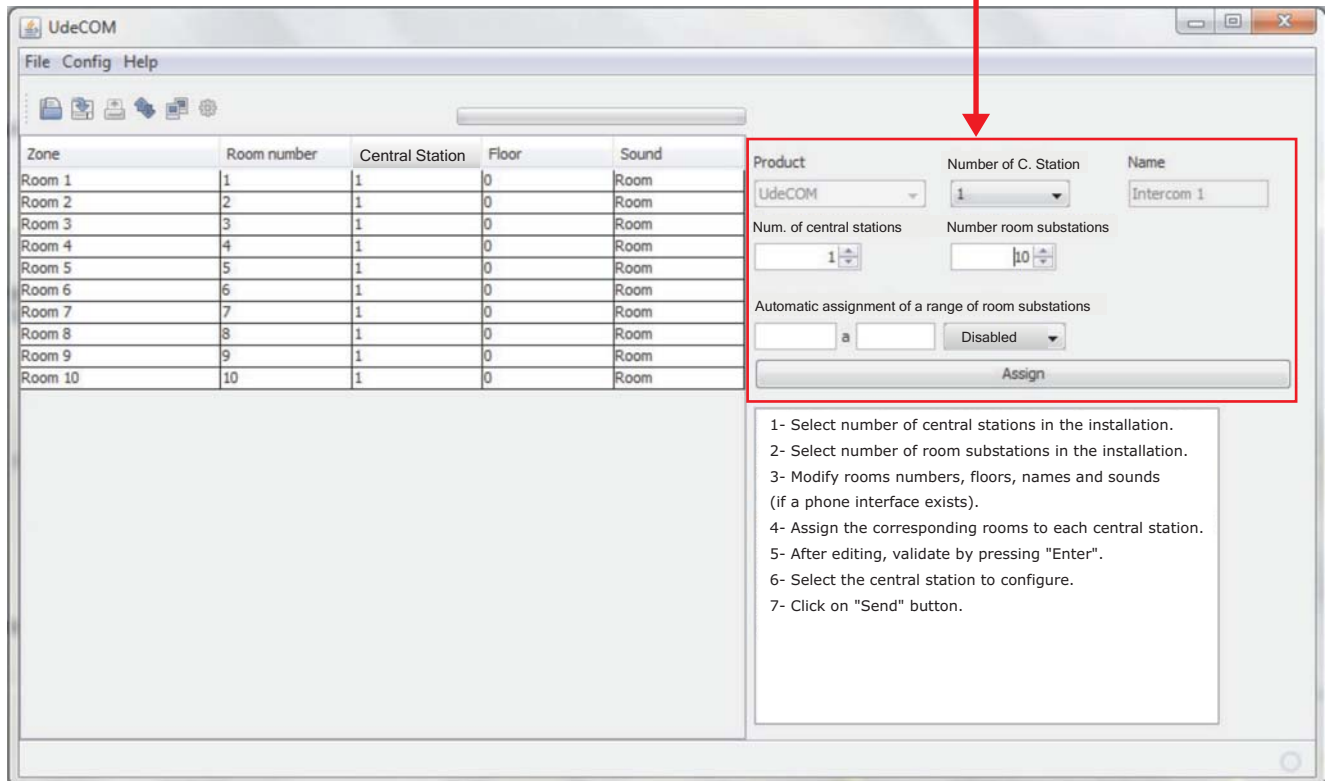 UdeCOM
File Config Help
Zone Room number Central Station Floor Sound
Room 1 1 1 0 Room
Room 2 2 1 0 Room
Room 3 3 1 0 Room
Room 4 4 1 0 Room
Room 5 5 1 0 Room
Room 6 6 1 0 Room
Room 7 7 1 0 Room
Room 8 8 1 0 Room
Room 9 9 1 0 Room
Room 10 10 1 0 Room
Product Number of C. Station Name
UdeCOM 1 Intercom 1
Num. of central stations Number room substations
1 10
Automatic assignment of a range of room substations
a Disabled
Assign
1- Select number of central stations in the installation.
2- Select number of room substations in the installation.
3- Modify rooms numbers, floors, names and sounds
(if a phone interface exists).
4- Assign the corresponding rooms to each central station.
5- After editing, validate by pressing "Enter".
6- Select the central station to configure.
7- Click on "Send" button.